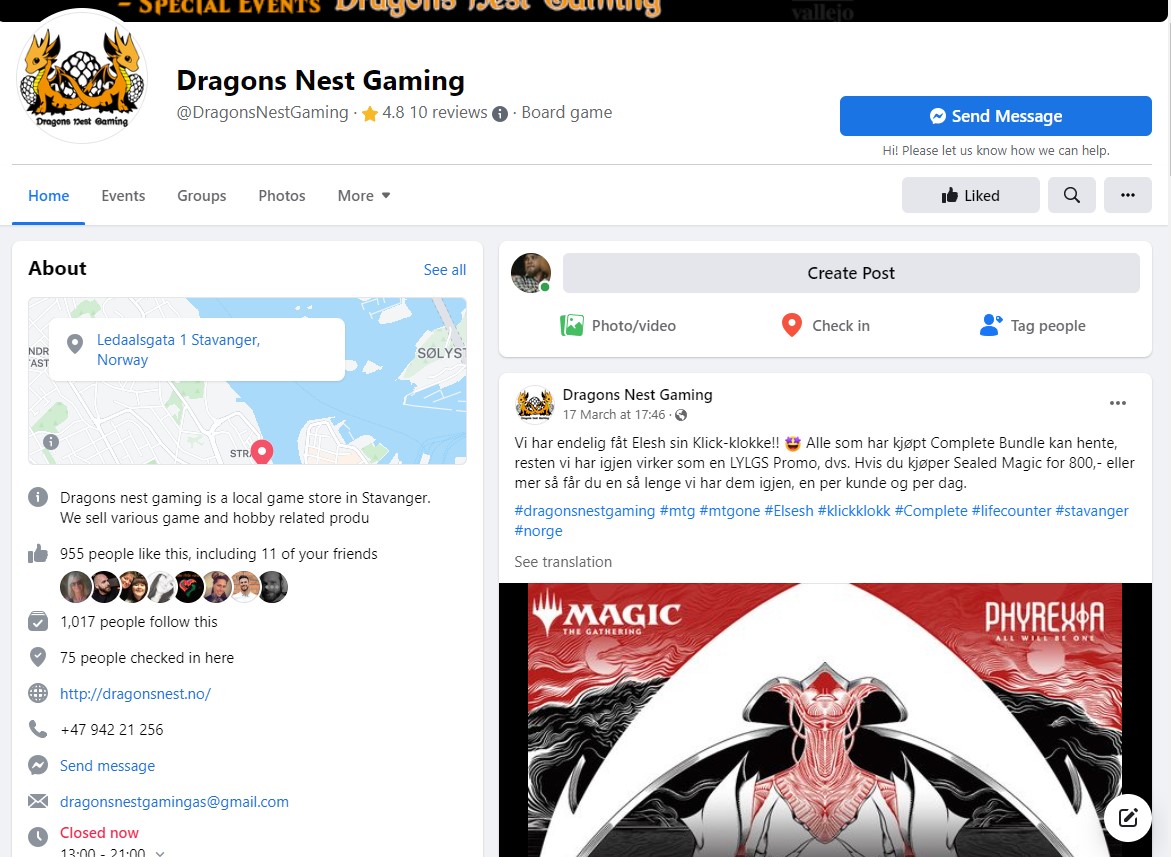 - SPECIAL EVENTS Dragons Nest Gaming
vallejo
Dragons Nest Gaming
Dragons Nest Gaming
@DragonsNestGaming · 4.8 10 reviews · Board game
Send Message
Hi! Please let us know how we can help.
Home
Events
Groups
Photos
More
Liked
About
See all
Ledaalsgata 1 Stavanger,
Norway
NDR
AST
SØLYST
STRA
Dragons nest gaming is a local game store in Stavanger.
We sell various game and hobby related produ
955 people like this, including 11 of your friends
1,017 people follow this
75 people checked in here
http://dragonsnest.no/
+47 942 21 256
Send message
dragonsnestgamingas@gmail.com
Closed now
13:00 - 21:00
Create Post
Photo/video
Check in
Tag people
Dragons Nest Gaming
17 March at 17:46 ·
Vi har endelig fåt Elesh sin Klick-klokke!! 🤩 Alle som har kjøpt Complete Bundle kan hente,
resten vi har igjen virker som en LYLGS Promo, dvs. Hvis du kjøper Sealed Magic for 800,- eller
mer så får du en så lenge vi har dem igjen, en per kunde og per dag.
#dragonsnestgaming #mtg #mtgone #Elsesh #klickklokk #Complete #lifecounter #stavanger
#norge
See translation
MAGIC
THE GATHERING
PHYREXIA
ALL WILL BE ONE